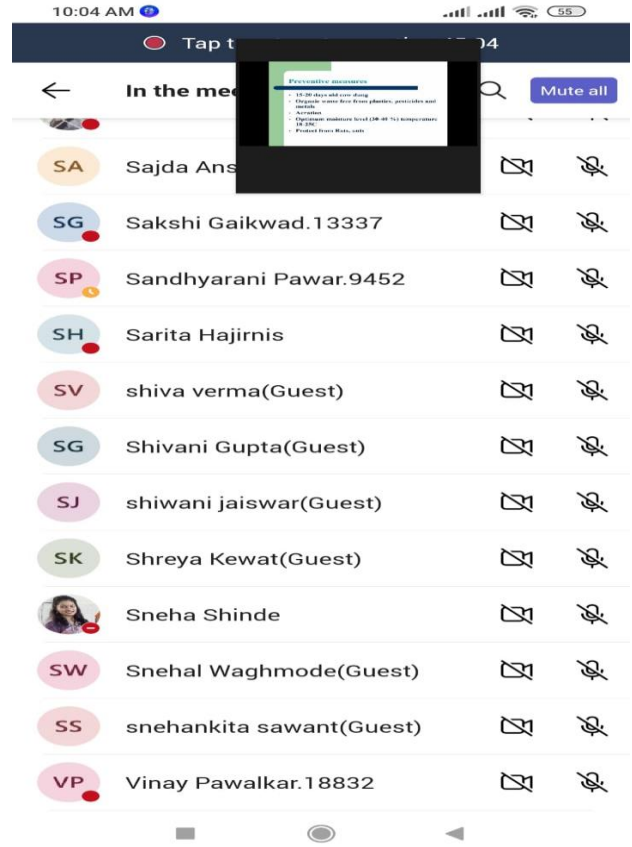 10:04 AM
55
Tap t 04
In the mee
Mute all
Preventive measures
15-20 days old cow dung
Organic waste free from plastics, pesticides and
metals
Aeration
Optimum moisture level (30-40 %) temperature
18-35C
Protect from Rats, ants
SA Sajda Ans
SG Sakshi Gaikwad.13337
SP Sandhyarani Pawar.9452
SH Sarita Hajirnis
SV shiva verma(Guest)
SG Shivani Gupta(Guest)
SJ shiwani jaiswar(Guest)
SK Shreya Kewat(Guest)
Sneha Shinde
SW Snehal Waghmode(Guest)
SS snehankita sawant(Guest)
VP Vinay Pawalkar.18832